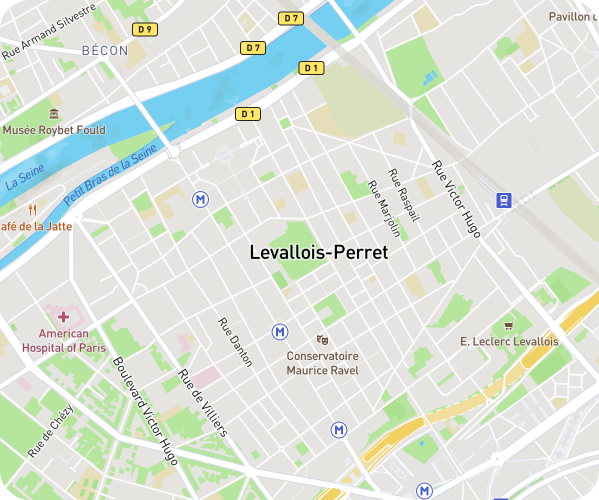 Rue Armand Silvestre
D 9
D 7
Pavillon d
BÉCON
D 7
D 1
D 1
Musée Roybet Fould
La Seine
Petit Bras de la Seine
Rue Victor Hugo
Rue Raspail
Rue Marjolin
M
afé de la Jatte
Levallois-Perret
American
Hospital of Paris
M
Rue Danton
Conservatoire
Maurice Ravel
E. Leclerc Levallois
Boulevard Victor Hugo
Rue de Villiers
Rue de Chézy
M
M